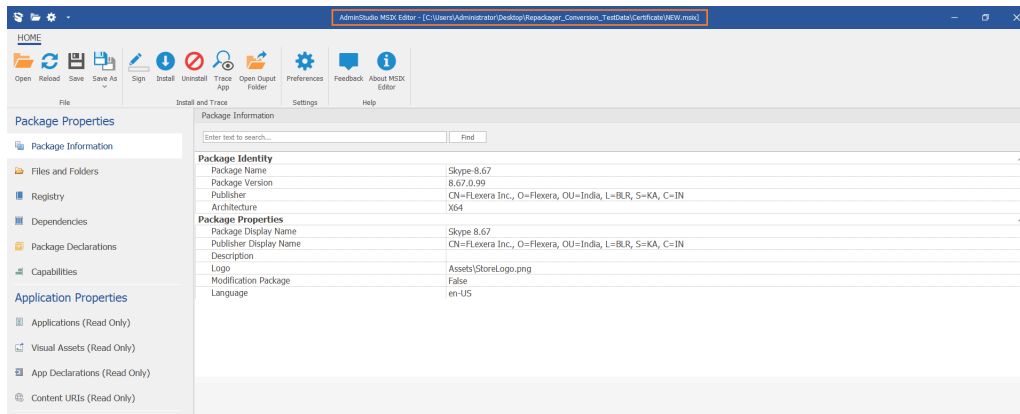 AdminStudio MSIX Editor - [C:\Users\Administrator\Desktop\Repackager_Conversion_TestData\Certificate\NEW.msix]
HOME
Open Reload Save Save As Sign Install Uninstall Trace App Open Ouput Folder Preferences Feedback About MSIX Editor
File Install and Trace Settings Help
Package Properties
Package Information
Files and Folders
Registry
Dependencies
Package Declarations
Capabilities
Application Properties
Applications (Read Only)
Visual Assets (Read Only)
App Declarations (Read Only)
Content URIs (Read Only)
Package Information
Enter text to search... Find
Package Identity
Package Name Skype-8.67
Package Version 8.67.0.99
Publisher CN=FLexera Inc., O=Flexera, OU=India, L=BLR, S=KA, C=IN
Architecture X64
Package Properties
Package Display Name Skype 8.67
Publisher Display Name CN=FLexera Inc., O=Flexera, OU=India, L=BLR, S=KA, C=IN
Description
Logo Assets\StoreLogo.png
Modification Package False
Language en-US